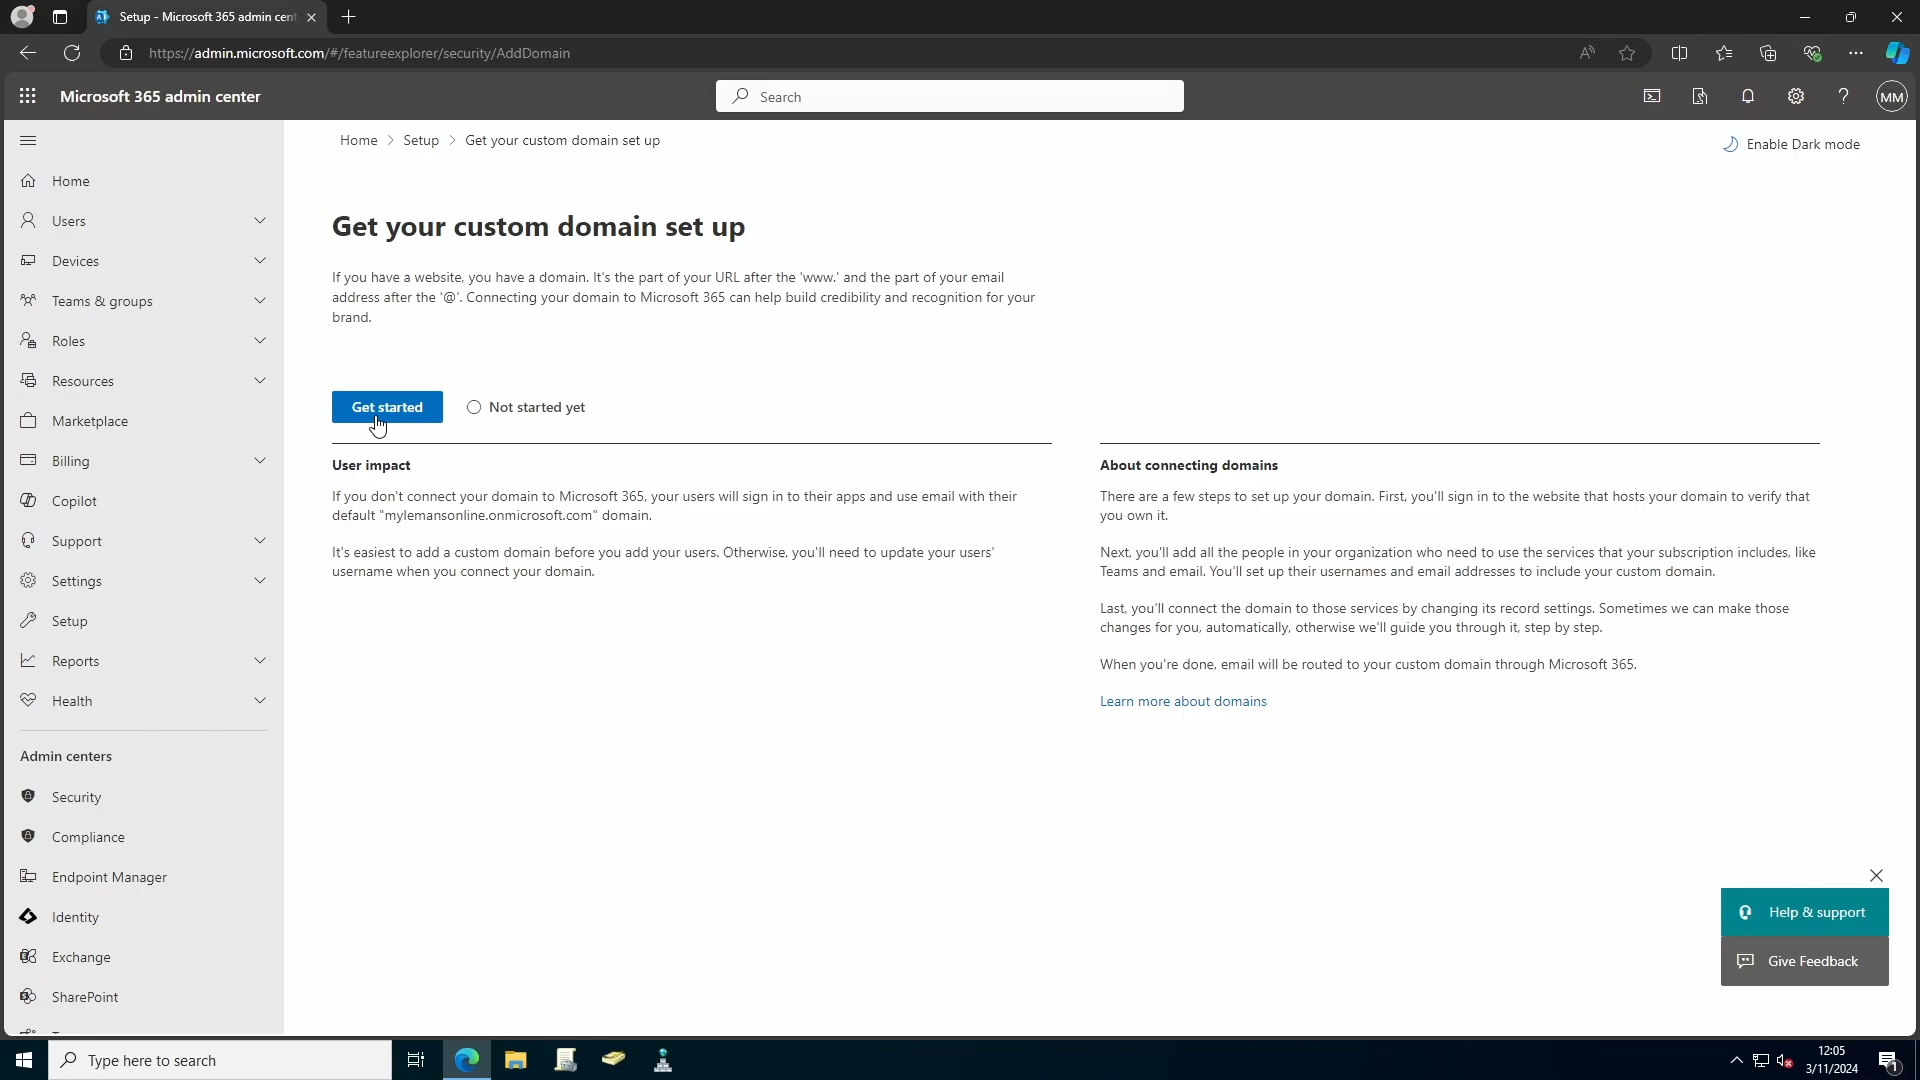 Setup - Microsoft 365 admin cent
https://admin.microsoft.com/#/featureexplorer/security/AddDomain
Microsoft 365 admin center
Search
MM
Home > Setup > Get your custom domain set up
Enable Dark mode
Home
Users
Devices
Teams & groups
Roles
Resources
Marketplace
Billing
Copilot
Support
Settings
Setup
Reports
Health
Admin centers
Security
Compliance
Endpoint Manager
Identity
Exchange
SharePoint
Get your custom domain set up
If you have a website, you have a domain. It's the part of your URL after the 'www.' and the part of your email
address after the '@'. Connecting your domain to Microsoft 365 can help build credibility and recognition for your
brand.
Get started
Not started yet
User impact
If you don't connect your domain to Microsoft 365, your users will sign in to their apps and use email with their
default "mylemansonline.onmicrosoft.com" domain.
It's easiest to add a custom domain before you add your users. Otherwise, you'll need to update your users'
username when you connect your domain.
About connecting domains
There are a few steps to set up your domain. First, you'll sign in to the website that hosts your domain to verify that
you own it.
Next, you'll add all the people in your organization who need to use the services that your subscription includes, like
Teams and email. You'll set up their usernames and email addresses to include your custom domain.
Last, you'll connect the domain to those services by changing its record settings. Sometimes we can make those
changes for you, automatically, otherwise we'll guide you through it, step by step.
When you're done, email will be routed to your custom domain through Microsoft 365.
Learn more about domains
Help & support
Give Feedback
Type here to search
12:05
3/11/2024
1